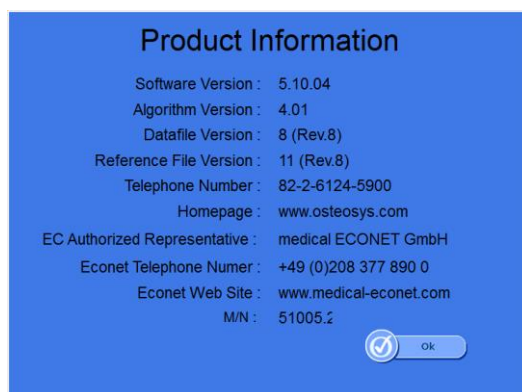 Product Information
Software Version : 5.10.04
Algorithm Version : 4.01
Datafile Version : 8 (Rev.8)
Reference File Version : 11 (Rev.8)
Telephone Number : 82-2-6124-5900
Homepage : www.osteosys.com
EC Authorized Representative : medical ECONET GmbH
Econet Telephone Numer : +49 (0)208 377 890 0
Econet Web Site : www.medical-econet.com
M/N :
Ok